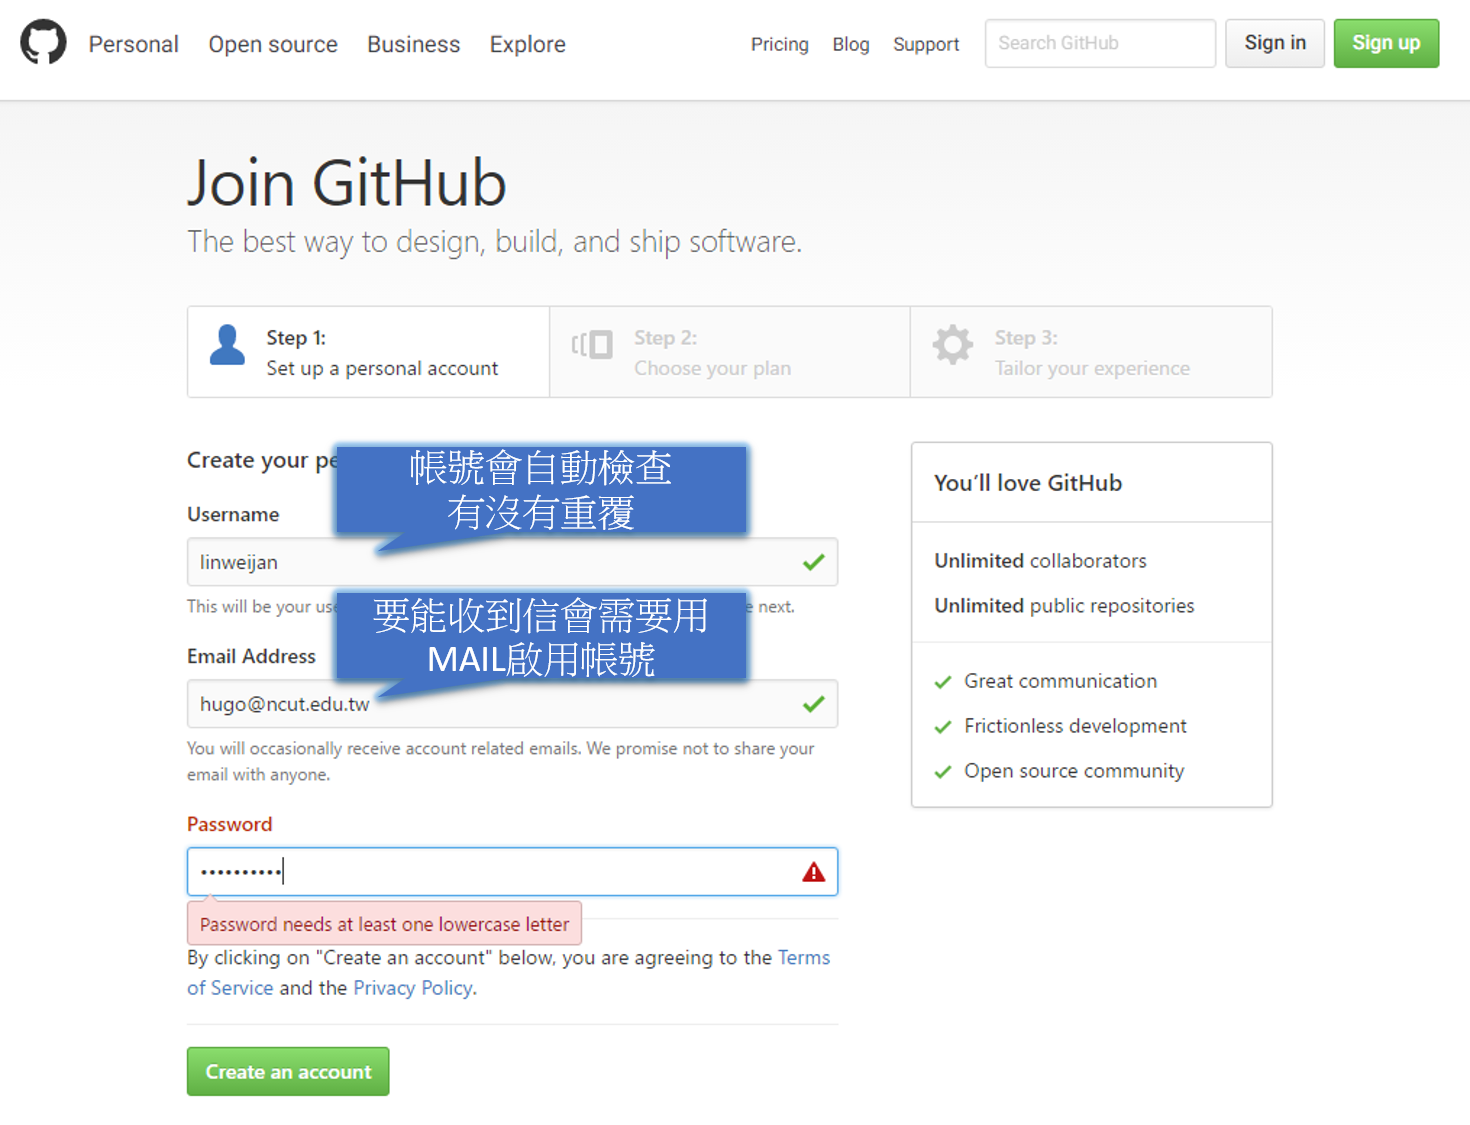 Personal Open source Business Explore Pricing Blog Support Search GitHub Sign in Sign up
Join GitHub
The best way to design, build, and ship software.
Step 1:
Set up a personal account
Step 2:
Choose your plan
Step 3:
Tailor your experience
Create your
帳號會自動檢查
有沒有重覆
Username
linweijan
This will be your
next.
要能收到信會需要用
MAIL啟用帳號
Email Address
hugo@ncut.edu.tw
You will occasionally receive account related emails. We promise not to share your
email with anyone.
Password
••••••••••
Password needs at least one lowercase letter
By clicking on "Create an account" below, you are agreeing to the Terms
of Service and the Privacy Policy.
Create an account
You'll love GitHub
Unlimited collaborators
Unlimited public repositories
Great communication
Frictionless development
Open source community